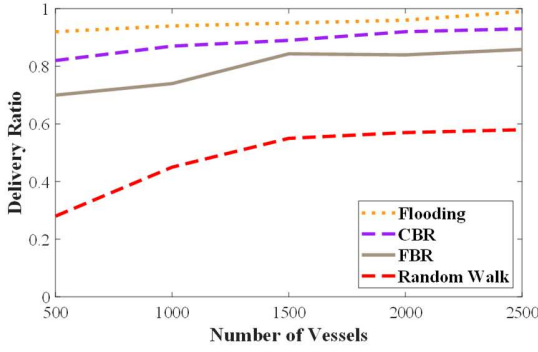 1
0.8
0.6
0.4
0.2
0
Delivery Ratio
Flooding
CBR
FBR
Random Walk
500 1000 1500 2000 2500
Number of Vessels